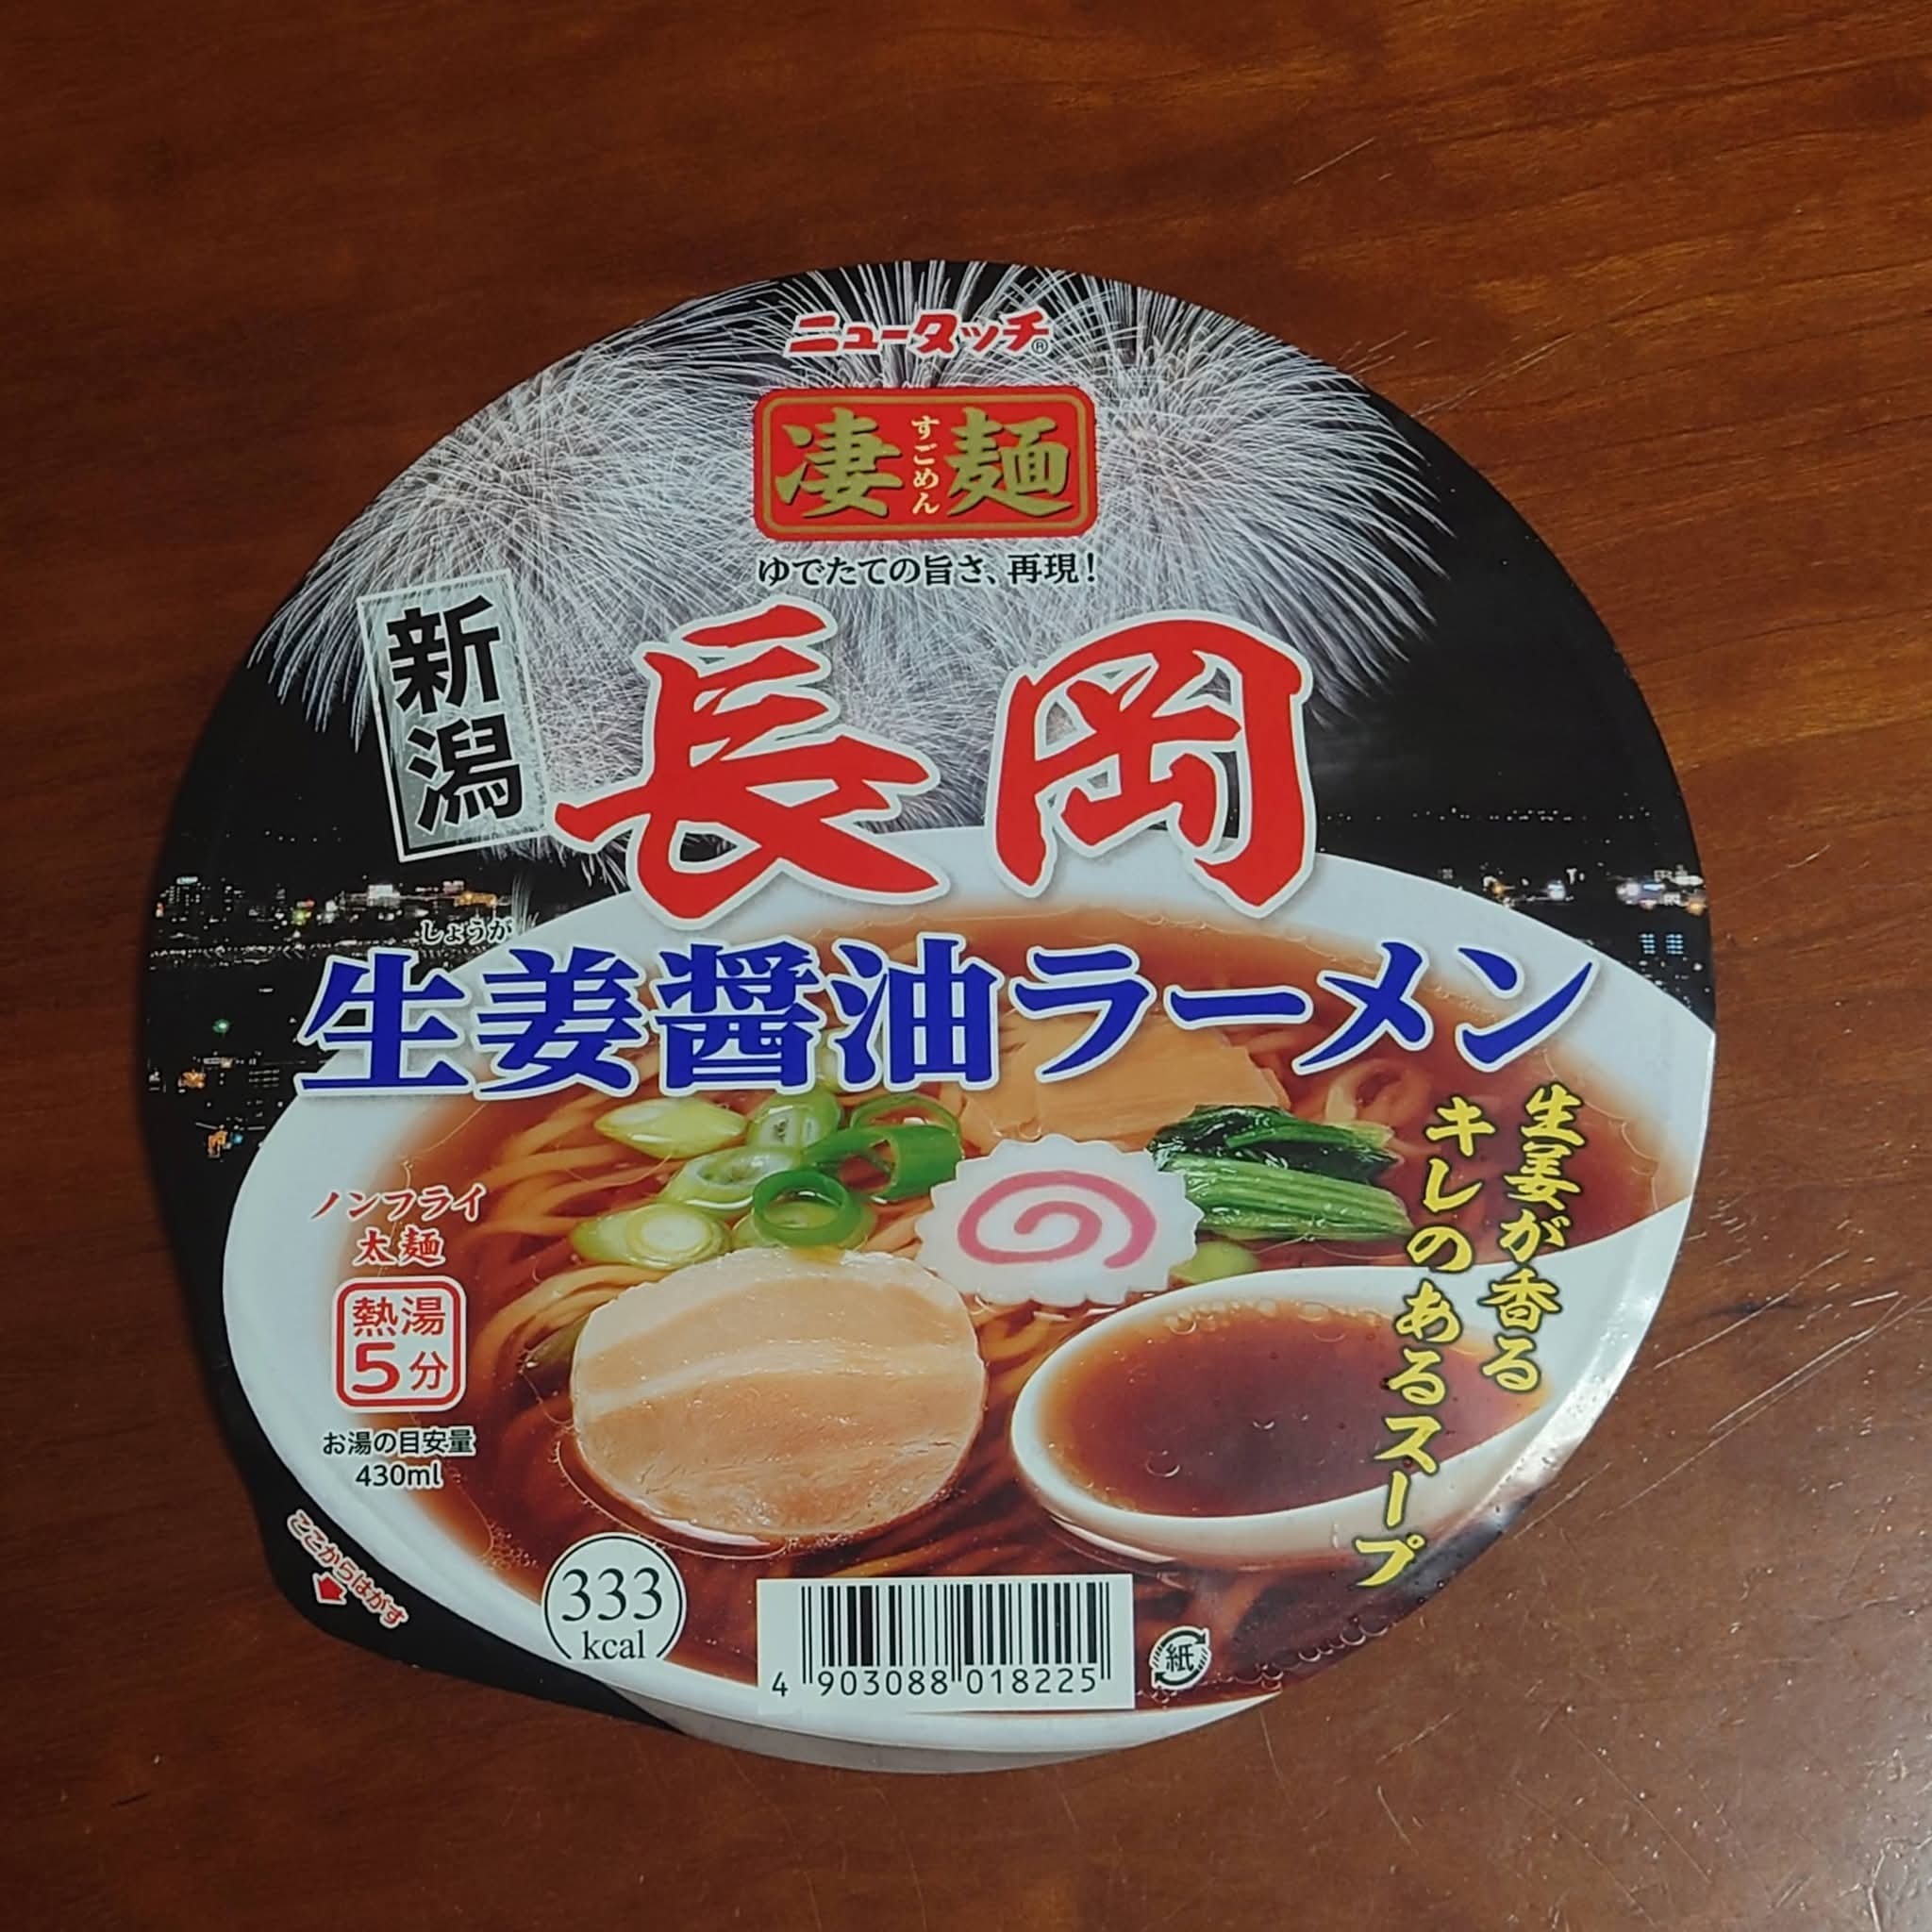 ニュータッチ®
凄麺
すごめん
ゆでたての旨さ、再現!
新潟
長岡
しょうが
生姜醤油ラーメン
生姜が香る
キレのあるスープ
ノンフライ
太麺
熱湯
5分
お湯の目安量
430ml
ここからはがす
333
kcal
4 903088 018225
紙